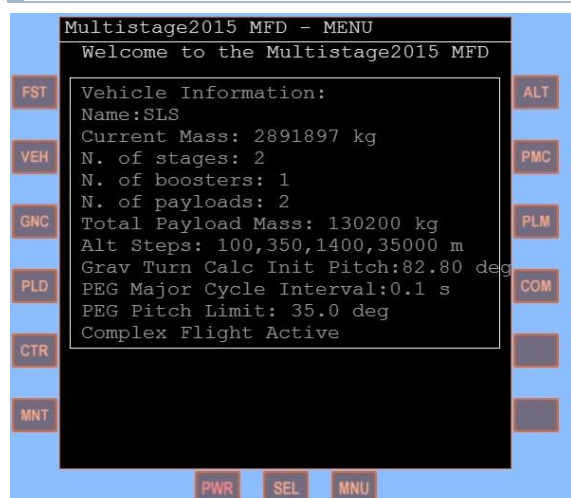 Multistage2015 MFD - MENU
Welcome to the Multistage2015 MFD
Vehicle Information:
Name:SLS
Current Mass: 2891897 kg
N. of stages: 2
N. of boosters: 1
N. of payloads: 2
Total Payload Mass: 130200 kg
Alt Steps: 100,350,1400,35000 m
Grav Turn Calc Init Pitch:82.80 deg
PEG Major Cycle Interval:0.1 s
PEG Pitch Limit: 35.0 deg
Complex Flight Active
FST
VEH
GNC
PLD
CTR
MNT
ALT
PMC
PLM
COM
PWR
SEL
MNU